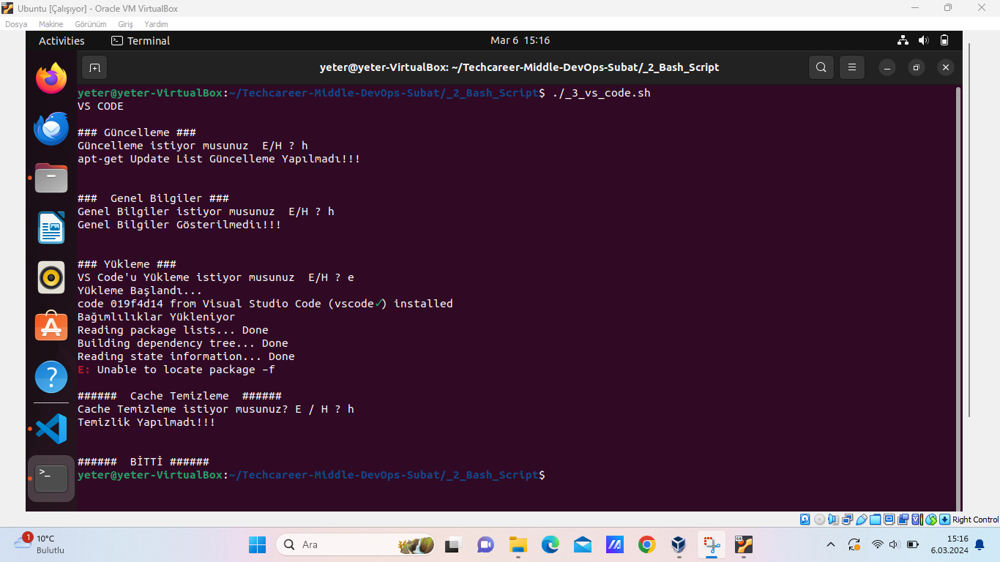 Ubuntu [Çalışıyor] - Oracle VM VirtualBox
Dosya Makine Görünüm Giriş Yardım
Activities Terminal Mar 6 15:16
yeter@yeter-VirtualBox: ~/Techcareer-Middle-DevOps-Subat/_2_Bash_Script
yeter@yeter-VirtualBox:~/Techcareer-Middle-DevOps-Subat/_2_Bash_Script$ ./_3_vs_code.sh
VS CODE
### Güncelleme ###
Güncelleme istiyor musunuz  E/H ? h
apt-get Update List Güncelleme Yapılmadı!!!
###  Genel Bilgiler ###
Genel Bilgiler istiyor musunuz  E/H ? h
Genel Bilgiler Gösterilmediı!!!
### Yükleme ###
VS Code'u Yükleme istiyor musunuz  E/H ? e
Yükleme Başlandı...
code 019f4d14 from Visual Studio Code (vscode✓) installed
Bağımlılıklar Yükleniyor
Reading package lists... Done
Building dependency tree... Done
Reading state information... Done
E: Unable to locate package –f
######  Cache Temizleme  ######
Cache Temizleme istiyor musunuz? E / H ? h
Temizlik Yapılmadı!!!
######  BİTTİ ######
yeter@yeter-VirtualBox:~/Techcareer-Middle-DevOps-Subat/_2_Bash_Script$
Right Control
1
10°C
Bulutlu
Ara
15:16
6.03.2024